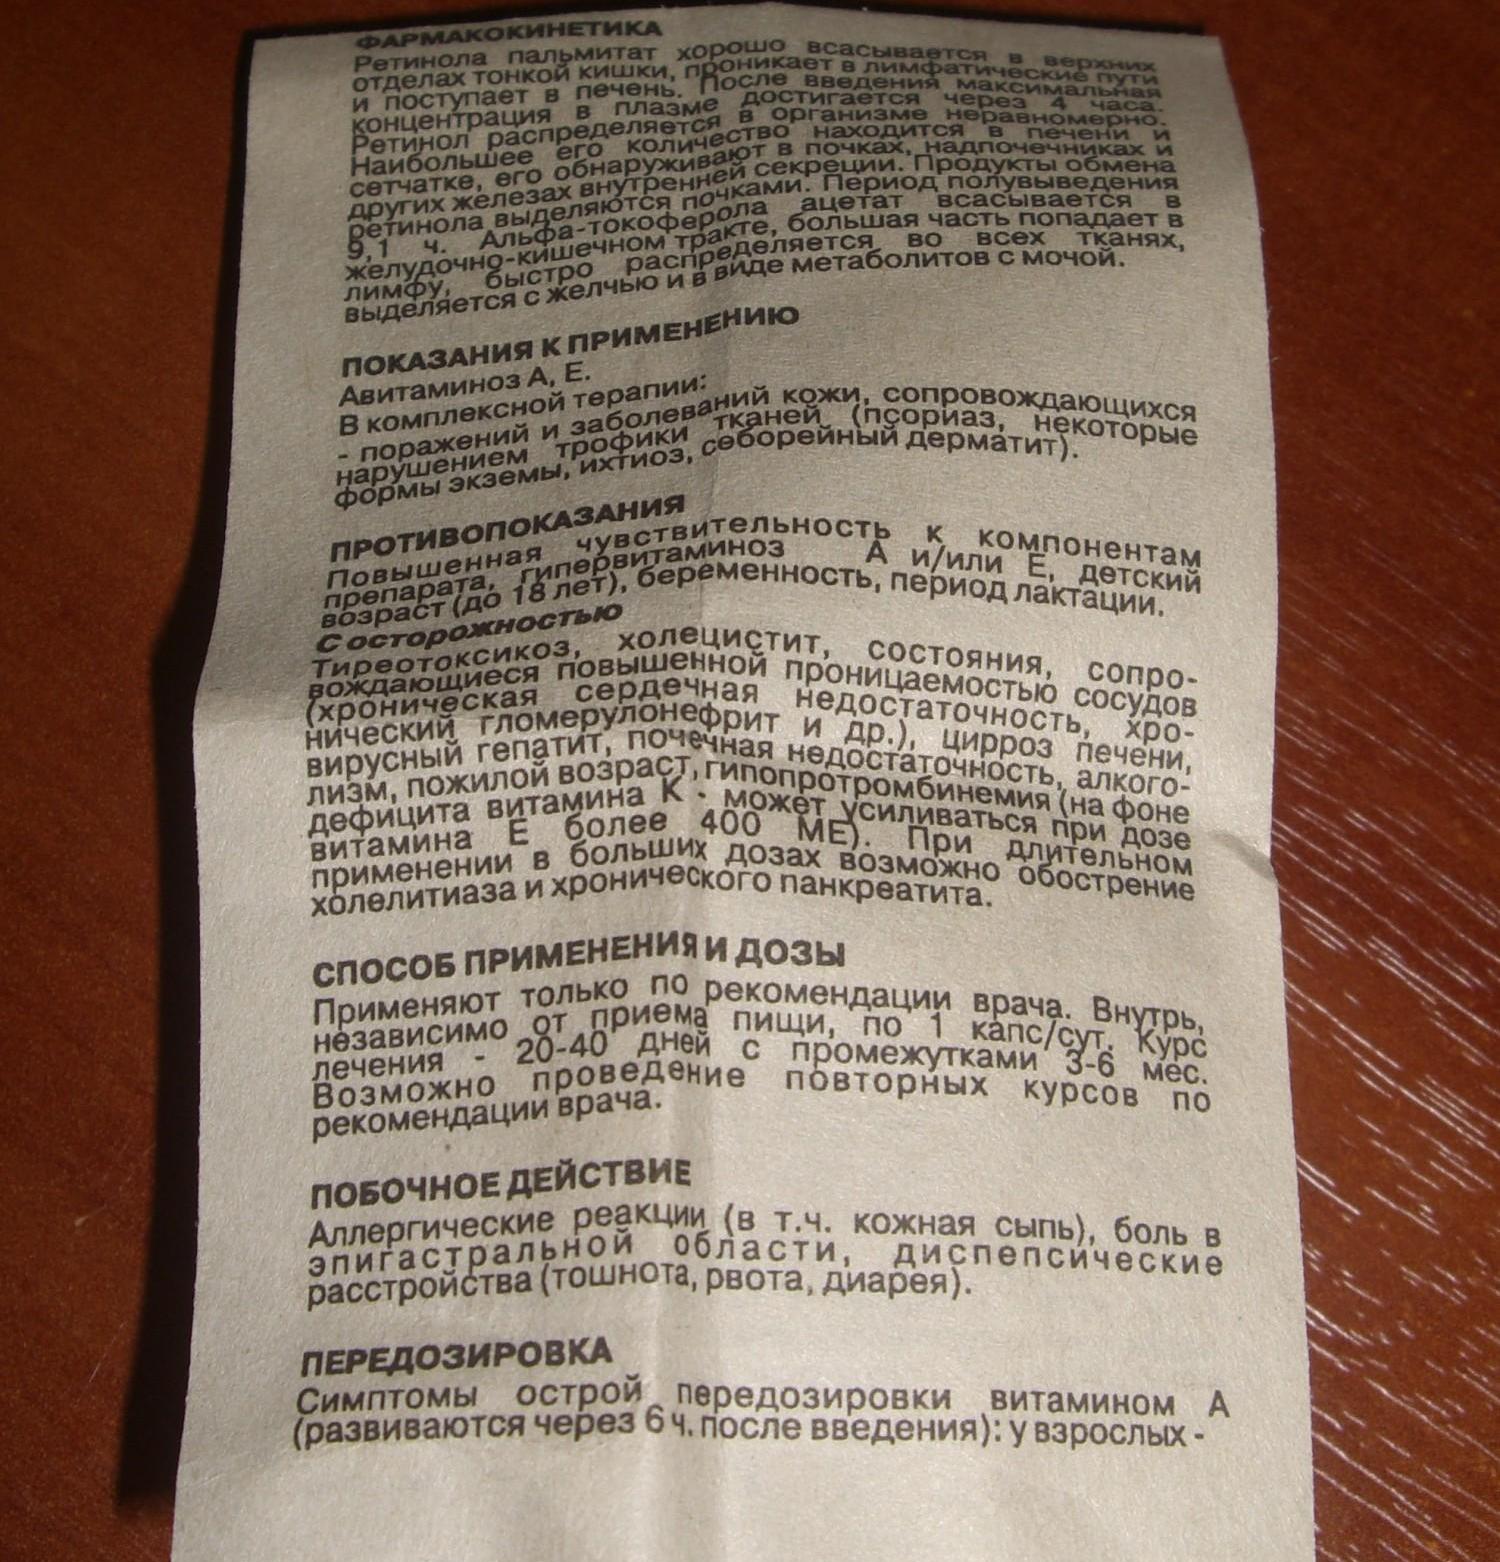 ФАРМАКОКИНЕТИКА
Ретинола пальмитат хорошо всасывается в верхних
отделах тонкой кишки, проникает в лимфатические пути
и поступает в печень. После введения максимальная
концентрация в плазме достигается через 4 часа.
Ретинол распределяется в организме неравномерно.
Наибольшее его количество находится в печени и
сетчатке, его обнаруживают в почках, надпочечниках и
других железах внутренней секреции. Продукты обмена
ретинола выделяются почками. Период полувыведения
9,1 ч. Альфа-токоферола ацетат всасывается в
желудочно-кишечном тракте, большая часть попадает в
лимфу, быстро распределяется во всех тканях,
выделяется с желчью и в виде метаболитов с мочой.
ПОКАЗАНИЯ К ПРИМЕНЕНИЮ
Авитаминоз А, Е.
В комплексной терапии:
- поражений и заболеваний кожи, сопровождающихся
нарушением трофики тканей (псориаз, некоторые
формы экземы, ихтиоз, себорейный дерматит).
ПРОТИВОПОКАЗАНИЯ
Повышенная чувствительность к компонентам
препарата, гипервитаминоз А и/или Е, детский
возраст (до 18 лет), беременность, период лактации.
С осторожностью
Тиреотоксикоз, холецистит, состояния, сопро-
вождающиеся повышенной проницаемостью сосудов
(хроническая сердечная недостаточность, хро-
нический гломерулонефрит и др.), цирроз печени,
вирусный гепатит, почечная недостаточность, алкого-
лизм, пожилой возраст, гипопротромбинемия (на фоне
дефицита витамина К - может усиливаться при дозе
витамина Е более 400 МЕ). При длительном
применении в больших дозах возможно обострение
холелитиаза и хронического панкреатита.
СПОСОБ ПРИМЕНЕНИЯ И ДОЗЫ
Применяют только по рекомендации врача. Внутрь,
независимо от приема пищи, по 1 капс/сут. Курс
лечения - 20-40 дней с промежутками 3-6 мес.
Возможно проведение повторных курсов по
рекомендации врача.
ПОБОЧНОЕ ДЕЙСТВИЕ
Аллергические реакции (в т.ч. кожная сыпь), боль в
эпигастральной области, диспепсические
расстройства (тошнота, рвота, диарея).
ПЕРЕДОЗИРОВКА
Симптомы острой передозировки витамином А
(развиваются через 6 ч. после введения): у взрослых -